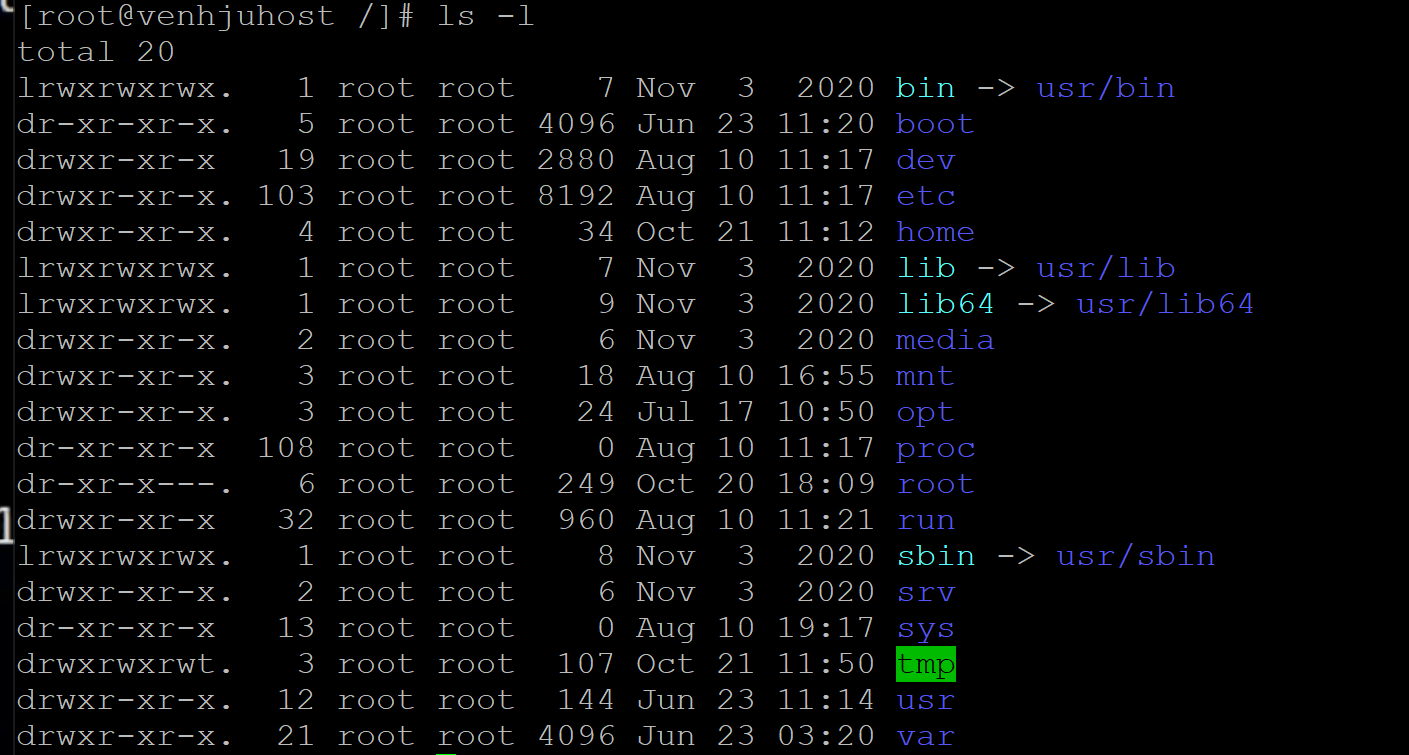 [root@venhjuhost /]# ls -l
total 20
lrwxrwxrwx.   1 root root    7 Nov  3  2020 bin -> usr/bin
dr-xr-xr-x.   5 root root 4096 Jun 23 11:20 boot
drwxr-xr-x   19 root root 2880 Aug 10 11:17 dev
drwxr-xr-x. 103 root root 8192 Aug 10 11:17 etc
drwxr-xr-x.   4 root root   34 Oct 21 11:12 home
lrwxrwxrwx.   1 root root    7 Nov  3  2020 lib -> usr/lib
lrwxrwxrwx.   1 root root    9 Nov  3  2020 lib64 -> usr/lib64
drwxr-xr-x.   2 root root    6 Nov  3  2020 media
drwxr-xr-x.   3 root root   18 Aug 10 16:55 mnt
drwxr-xr-x.   3 root root   24 Jul 17 10:50 opt
dr-xr-xr-x  108 root root    0 Aug 10 11:17 proc
dr-xr-x---.   6 root root  249 Oct 20 18:09 root
drwxr-xr-x   32 root root  960 Aug 10 11:21 run
lrwxrwxrwx.   1 root root    8 Nov  3  2020 sbin -> usr/sbin
drwxr-xr-x.   2 root root    6 Nov  3  2020 srv
dr-xr-xr-x   13 root root    0 Aug 10 19:17 sys
drwxrwxrwt.   3 root root  107 Oct 21 11:50 tmp
drwxr-xr-x.  12 root root  144 Jun 23 11:14 usr
drwxr-xr-x.  21 root root 4096 Jun 23 03:20 var